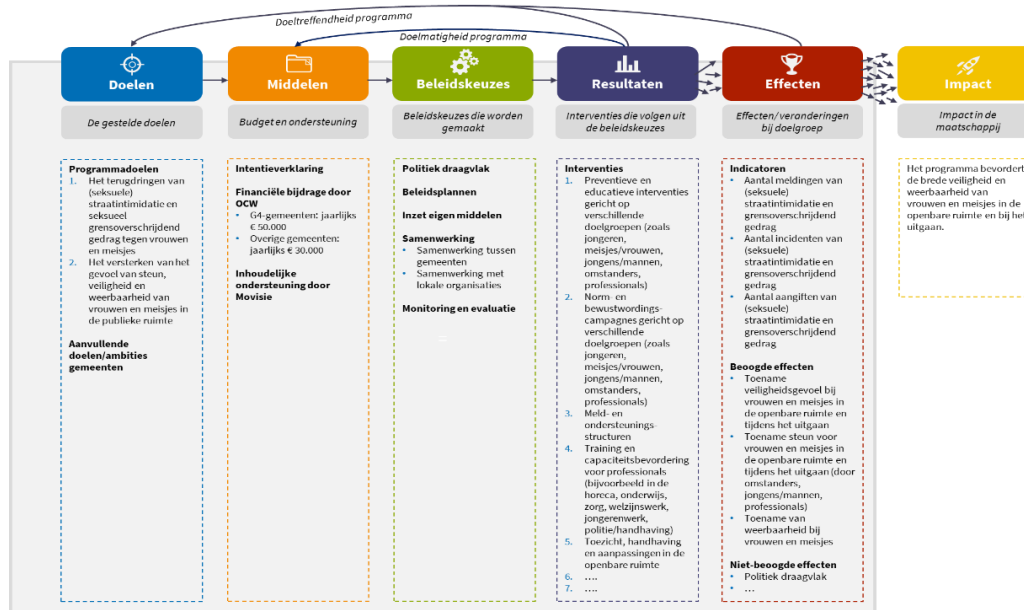 Doeltreffendheid programma
Doelmatigheid programma
Doelen
Middelen
Beleidskeuzes
Resultaten
Effecten
Impact
De gestelde doelen
Budget en ondersteuning
Beleidskeuzes die worden
gemaakt
Interventies die volgen uit
de beleidskeuzes
Effecten/veranderingen
bij doelgroep
Impact in de
maatschappij
Programmadoelen
1. Het terugdringen van
(seksuele)
straatintimidatie en
seksueel
grensoverschrijdend
gedrag tegen vrouwen
en meisjes
2. Het versterken van het
gevoel van steun,
veiligheid en
weerbaarheid van
vrouwen en meisjes in
de publieke ruimte
Aanvullende
doelen/ambities
gemeenten
Intentieverklaring
Financiële bijdrage door
OCW
• G4-gemeenten: jaarlijks
€ 50.000
• Overige gemeenten:
jaarlijks € 30.000
Inhoudelijke
ondersteuning door
Movisie
Politiek draagvlak
Beleidsplannen
Inzet eigen middelen
Samenwerking
• Samenwerking tussen
gemeenten
• Samenwerking met
lokale organisaties
Monitoring en evaluatie
=
Interventies
1. Preventieve en
educatieve interventies
gericht op
verschillende
doelgroepen (zoals
jongeren,
meisjes/vrouwen,
jongens/mannen,
omstanders,
professionals)
2. Norm- en
bewustwordings-
campagnes gericht op
verschillende
doelgroepen (zoals
jongeren,
meisjes/vrouwen,
jongens/mannen,
omstanders,
professionals)
3. Meld- en
ondersteunings-
structuren
4. Training en
capaciteitsbevordering
voor professionals
(bijvoorbeeld in de
horeca, onderwijs,
zorg, welzijnswerk,
jongerenwerk,
politie/handhaving)
5. Toezicht, handhaving
en aanpassingen in de
openbare ruimte
6. ….
7. ….
Indicatoren
• Aantal meldingen van
(seksuele)
straatintimidatie en
grensoverschrijdend
gedrag
• Aantal incidenten van
(seksuele)
straatintimidatie en
grensoverschrijdend
gedrag
• Aantal aangiften van
(seksuele)
straatintimidatie en
grensoverschrijdend
gedrag
Beoogde effecten
• Toename
veiligheidsgevoel bij
vrouwen en meisjes in
de openbare ruimte en
tijdens het uitgaan
• Toename steun voor
vrouwen en meisjes in
de openbare ruimte en
tijdens het uitgaan (door
omstanders,
jongens/mannen,
professionals)
• Toename van
weerbaarheid bij
vrouwen en meisjes
Niet-beoogde effecten
• Politiek draagvlak
• …
Het programma bevordert
de brede veiligheid en
weerbaarheid van
vrouwen en meisjes in de
openbare ruimte en bij het
uitgaan.